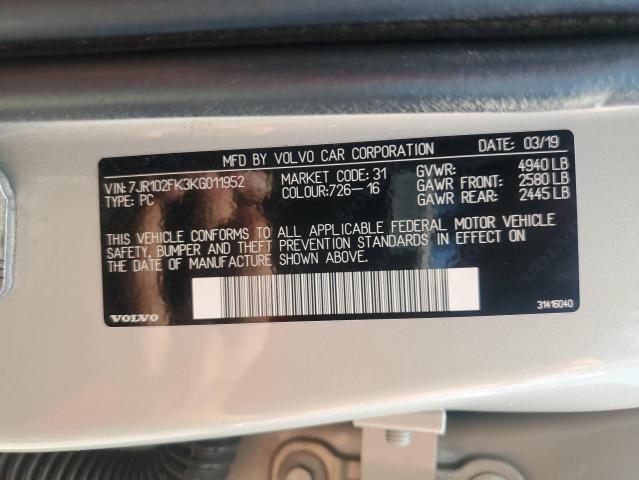 MFD BY VOLVO CAR CORPORATION DATE: 03/19
VIN: 7JR102FK3KG011952 MARKET CODE: 31 GVWR: 4940 LB
TYPE: PC COLOUR:726-16 GAWR FRONT: 2580 LB
GAWR REAR: 2445 LB
THIS VEHICLE CONFORMS TO ALL APPLICABLE FEDERAL MOTOR VEHICLE
SAFETY, BUMPER AND THEFT PREVENTION STANDARDS IN EFFECT ON
THE DATE OF MANUFACTURE SHOWN ABOVE.
VOLVO 31416040